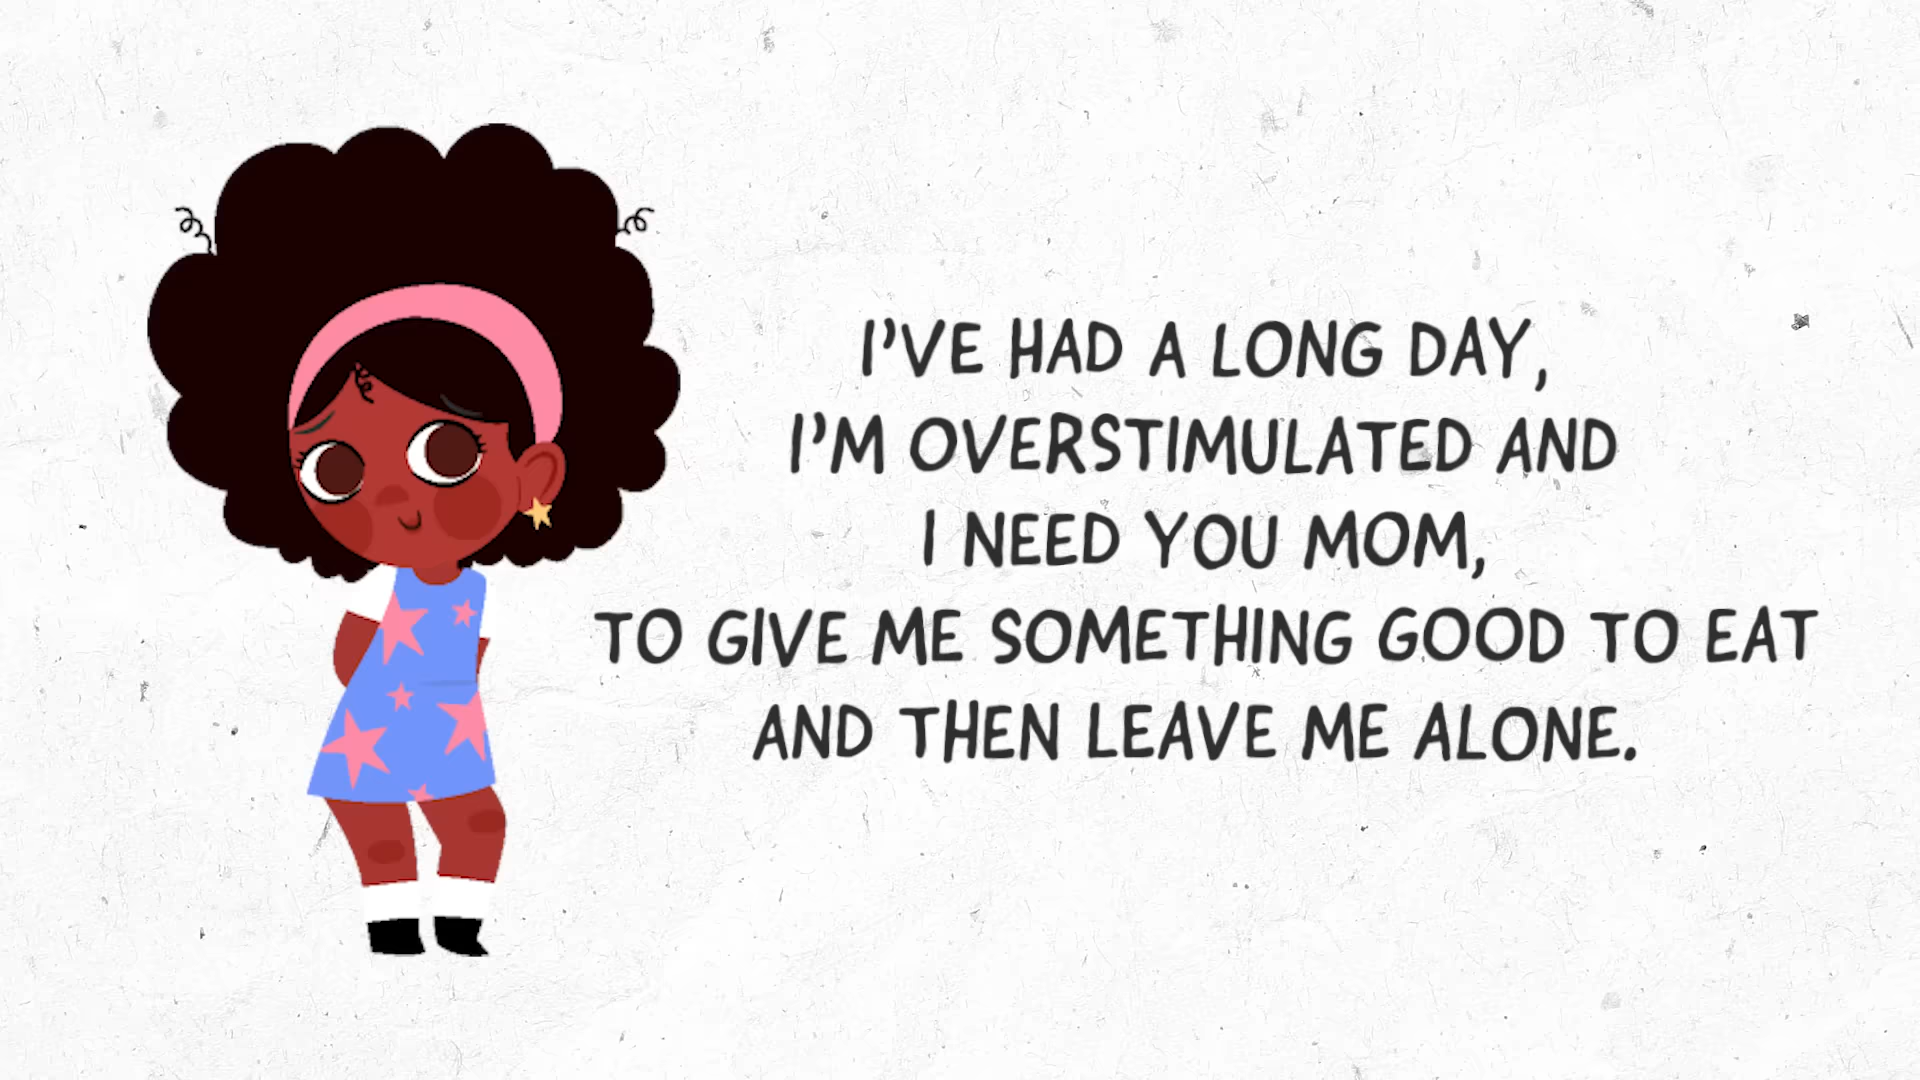 I'VE HAD A LONG DAY,
I'M OVERSTIMULATED AND
I NEED YOU MOM,
TO GIVE ME SOMETHING GOOD TO EAT
AND THEN LEAVE ME ALONE.